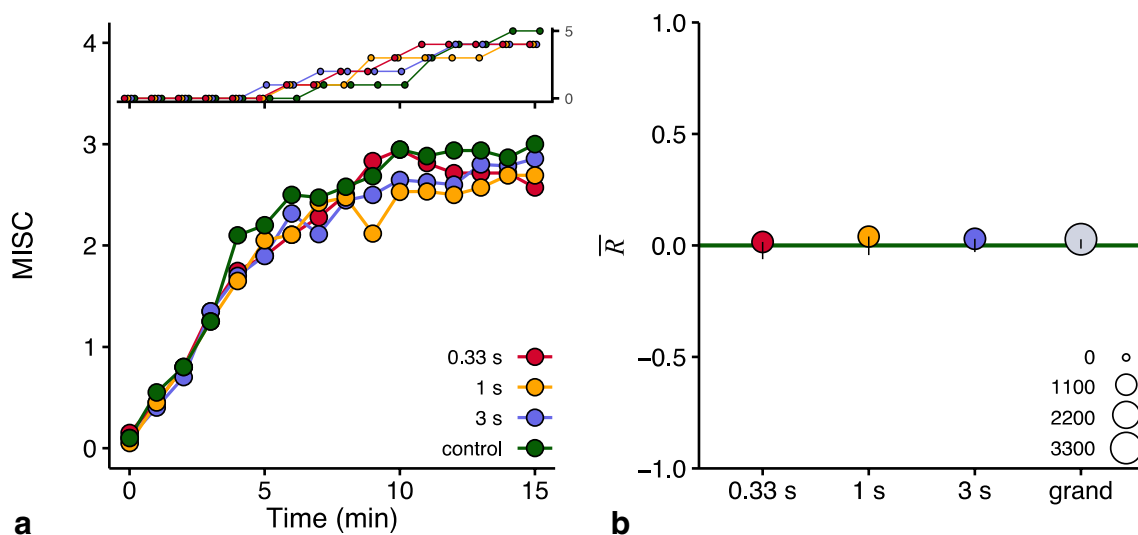 4
3
2
1
0
MISC
5
0
0.33 s
1 s
3 s
control
0 5 10 15
Time (min)
a
1.0
0.5
0.0
−0.5
−1.0
R̅
0
1100
2200
3300
0.33 s 1 s 3 s grand
b